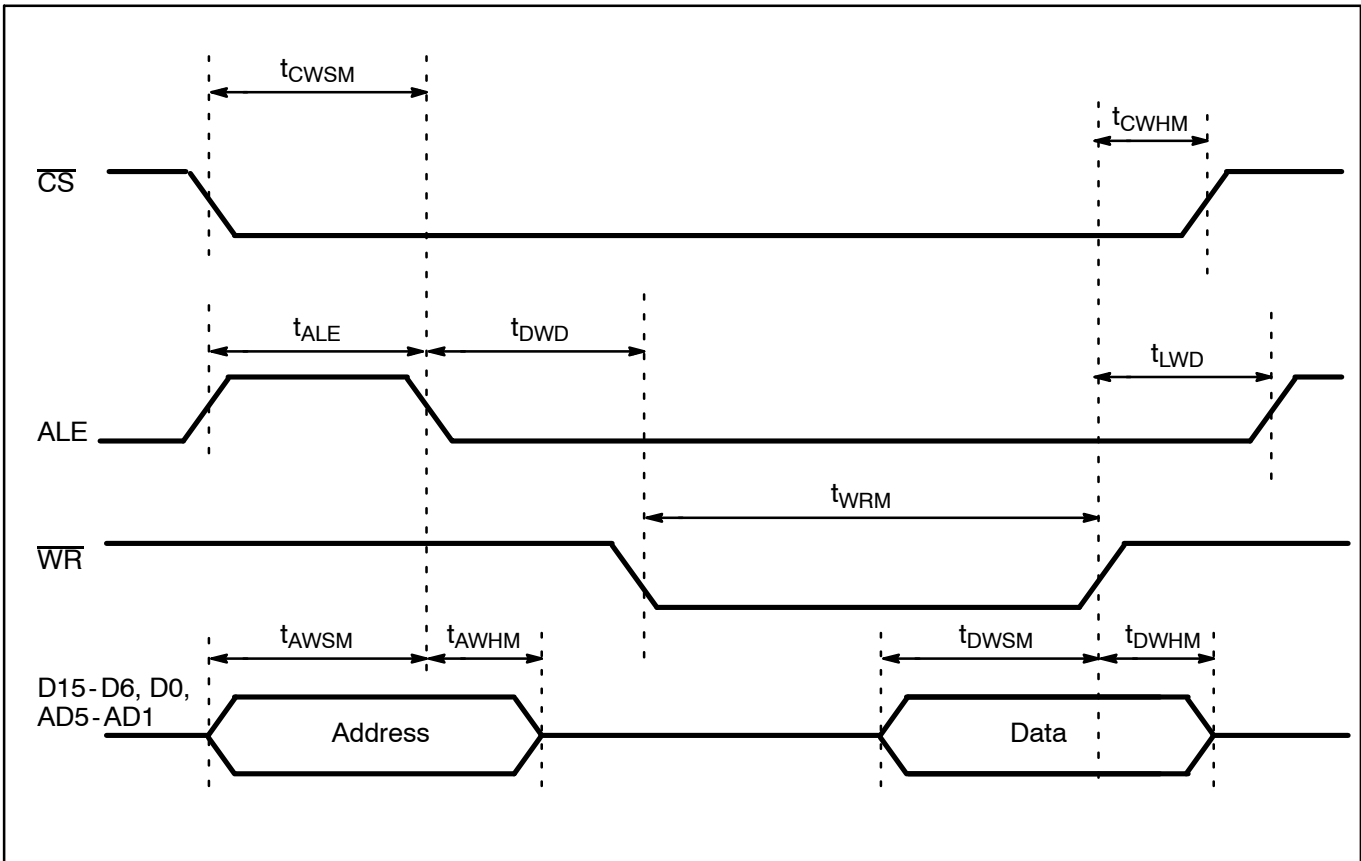 tCWSM
tCWHM
CS
tALE
tDWD
tLWD
ALE
tWRM
WR
tAWSM
tAWHM
tDWSM
tDWHM
D15-D6, D0,
AD5-AD1
Address
Data